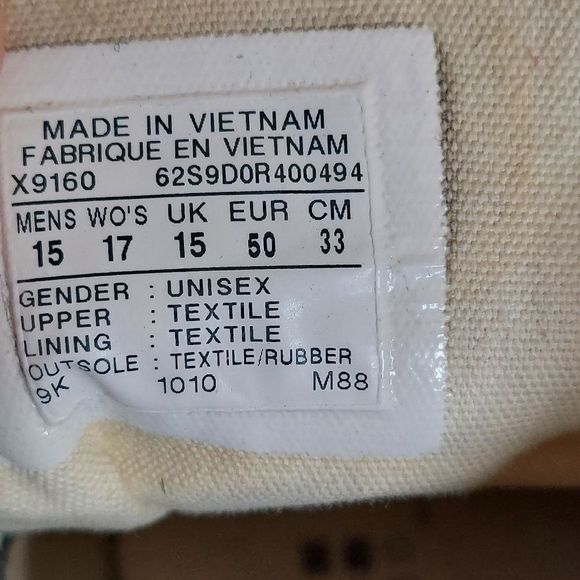 MADE IN VIETNAM
FABRIQUE EN VIETNAM
X9160 62S9D0R400494
MENS WO'S UK EUR CM
15 17 15 50 33
GENDER : UNISEX
UPPER : TEXTILE
LINING : TEXTILE
OUTSOLE : TEXTILE/RUBBER
9K 1010 M88